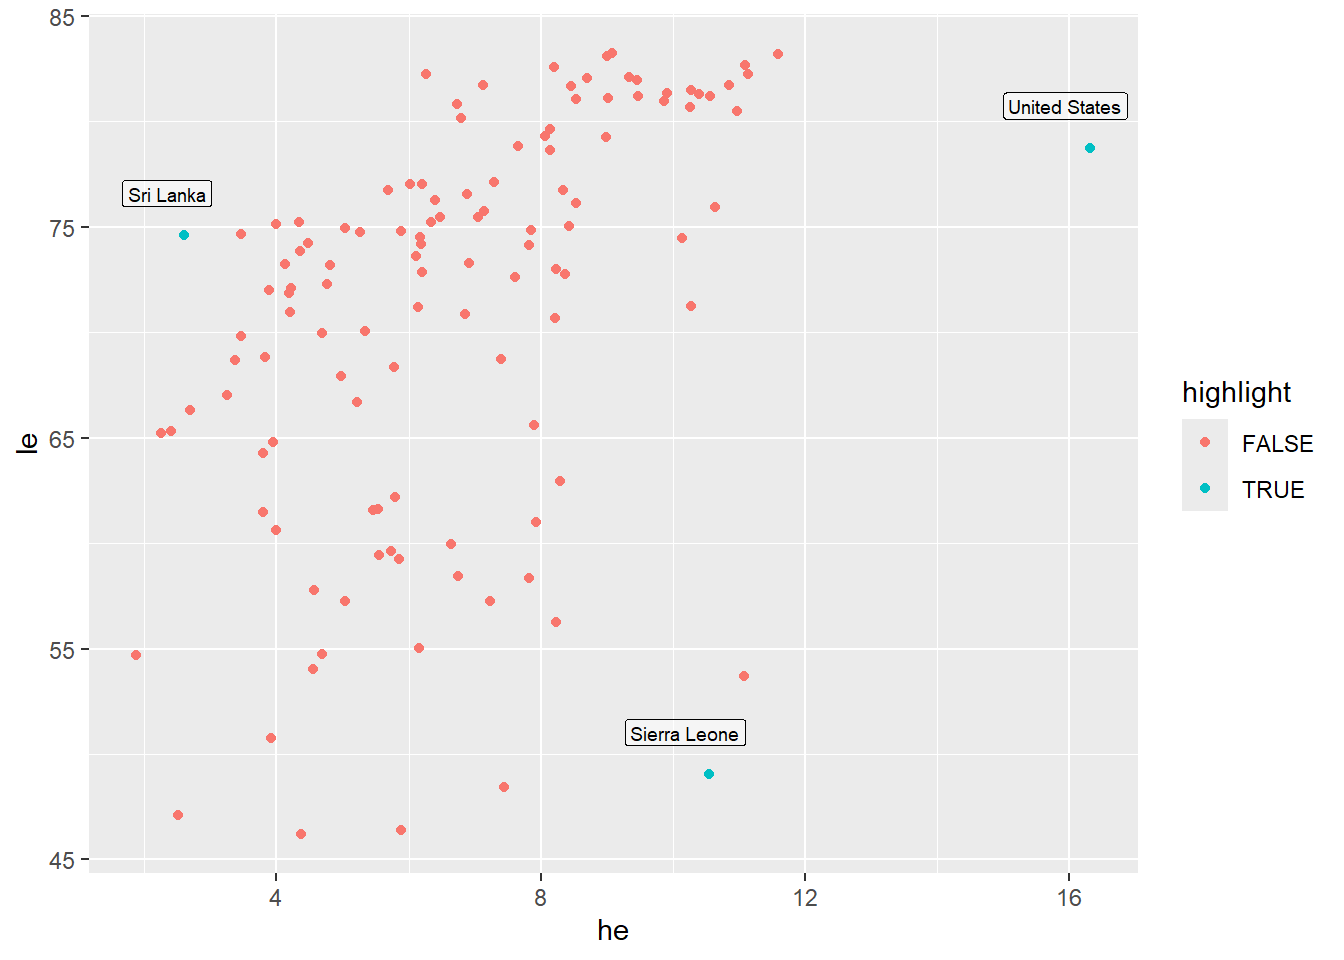 85
75
65
55
45
le
United States
Sri Lanka
Sierra Leone
4
8
12
16
he
highlight
FALSE
TRUE